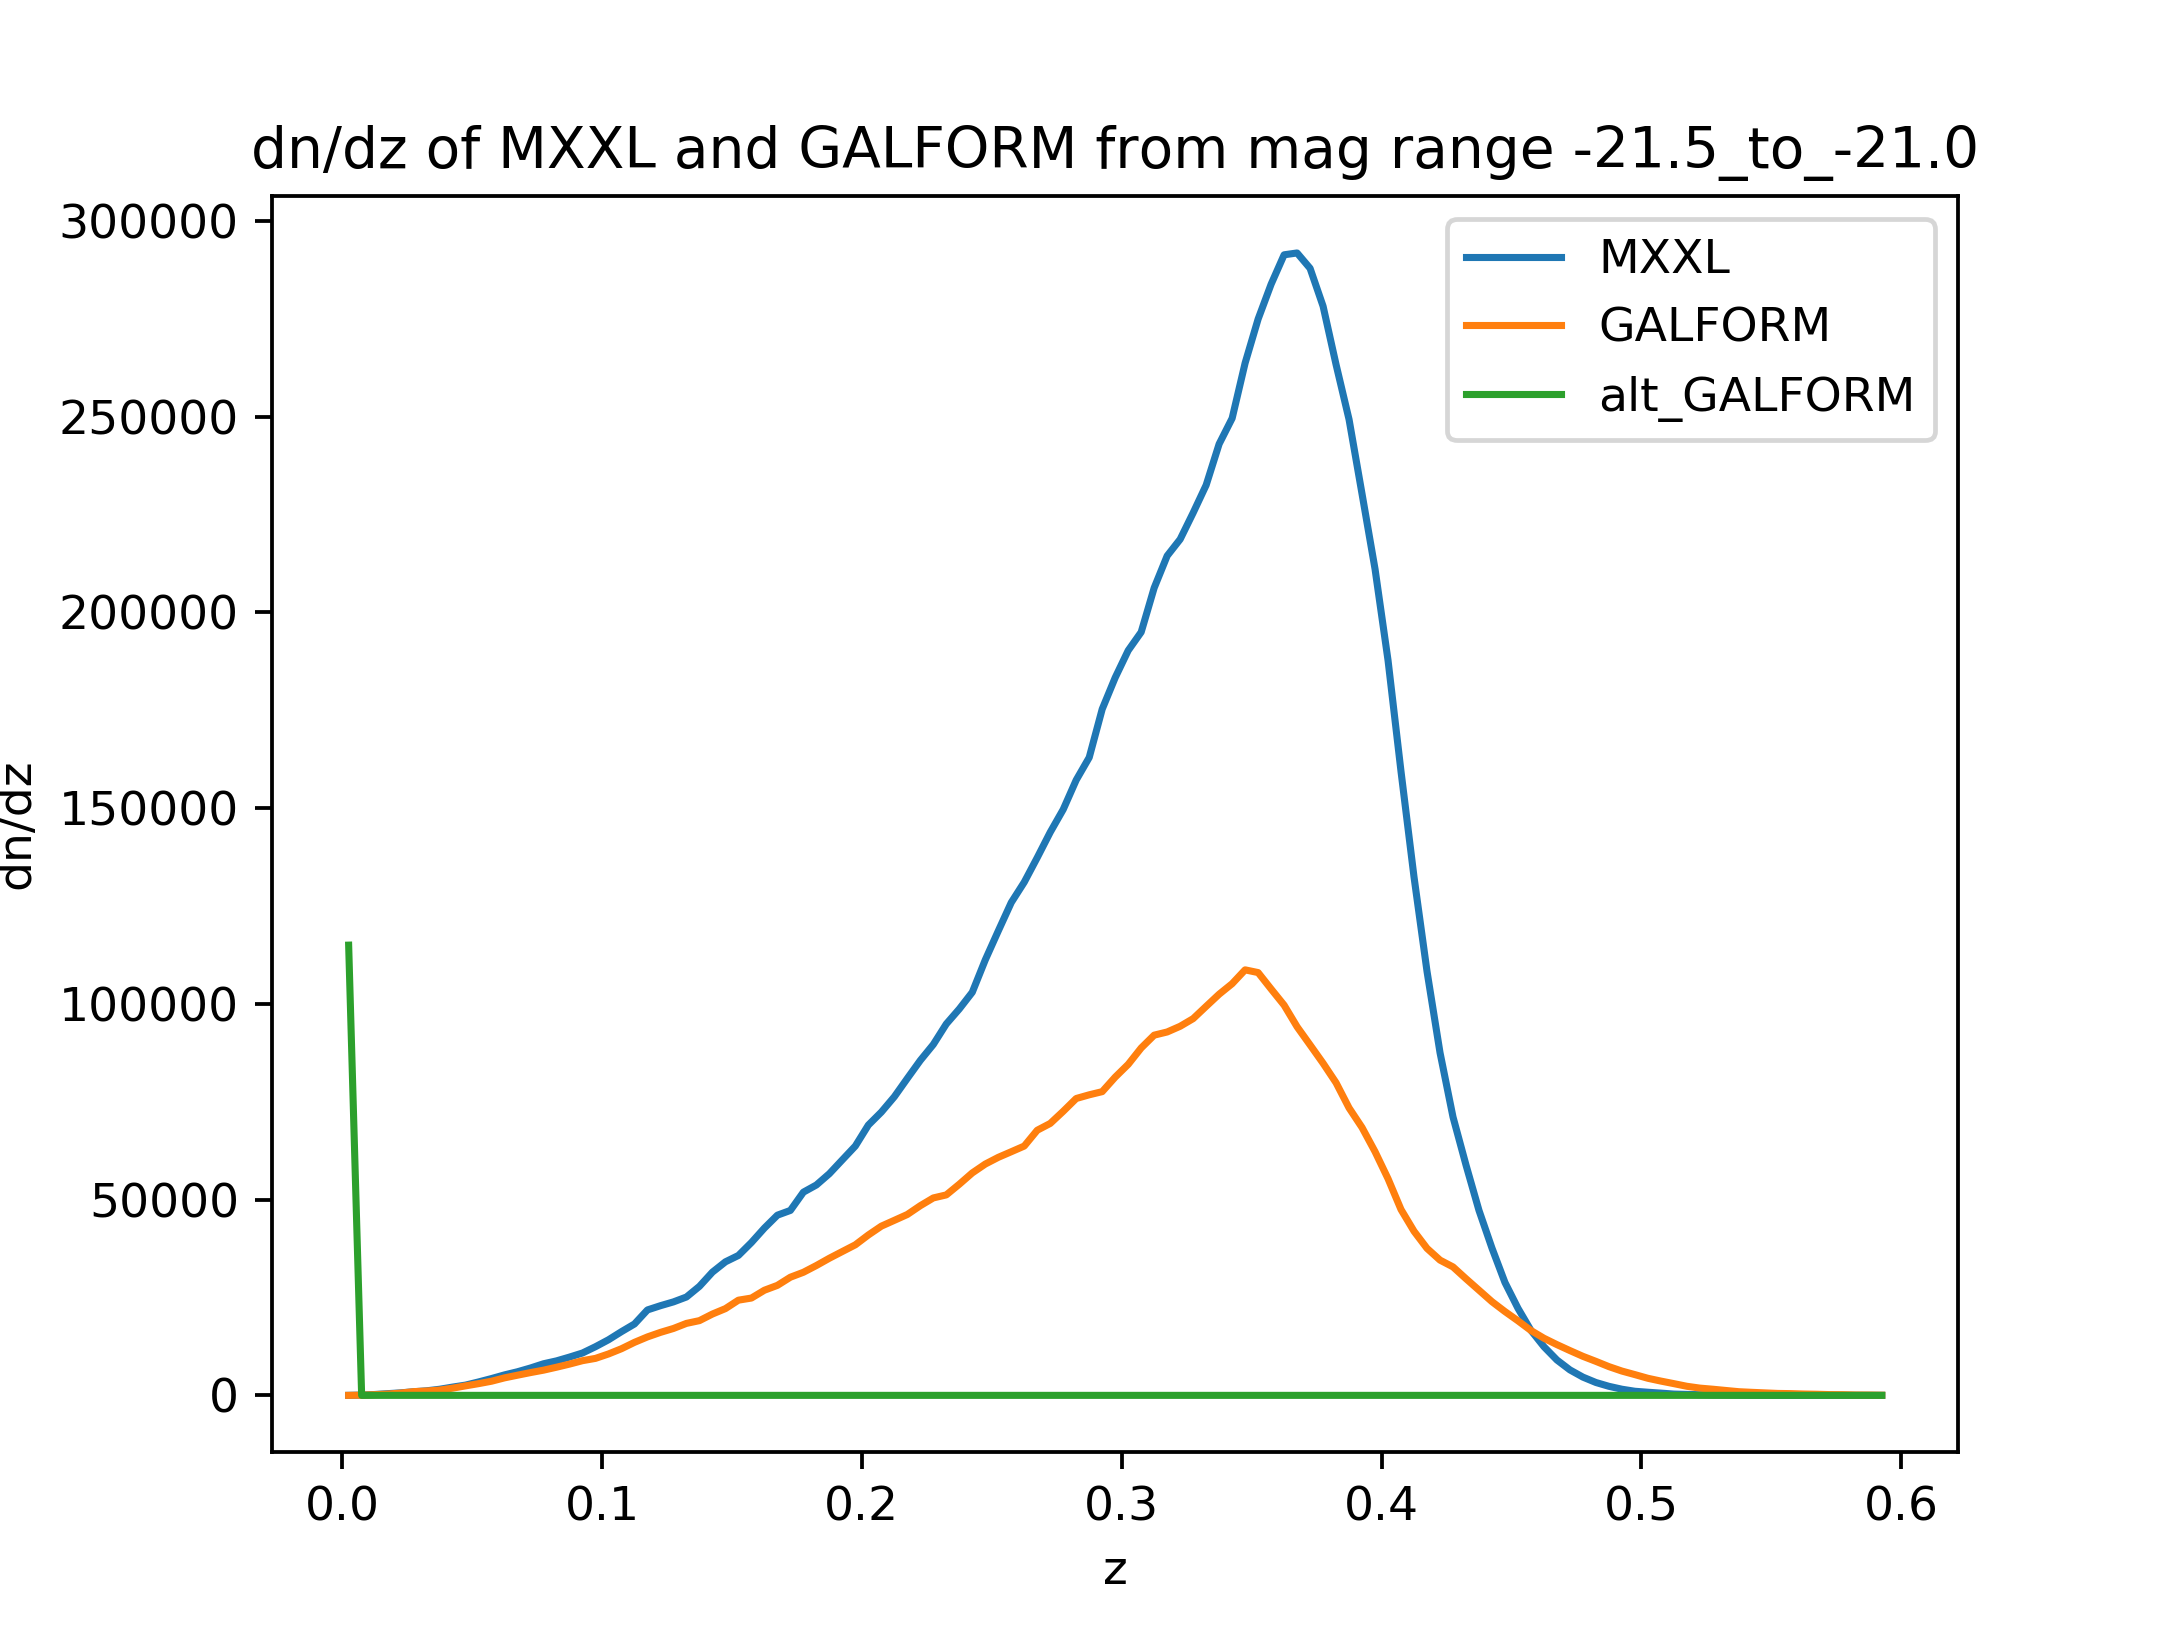 dn/dz of MXXL and GALFORM from mag range -21.5_to_-21.0
MXXL
GALFORM
alt_GALFORM
300000
250000
200000
150000
100000
50000
0
dn/dz
0.0 0.1 0.2 0.3 0.4 0.5 0.6
z